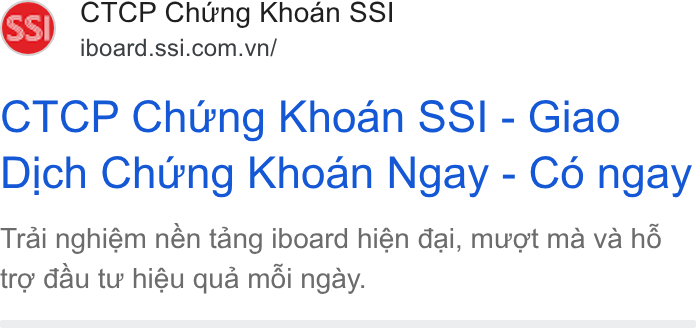 SSI
CTCP Chứng Khoán SSI
iboard.ssi.com.vn/
CTCP Chứng Khoán SSI - Giao
Dịch Chứng Khoán Ngay - Có ngay
Trải nghiệm nền tảng iboard hiện đại, mượt mà và hỗ
trợ đầu tư hiệu quả mỗi ngày.